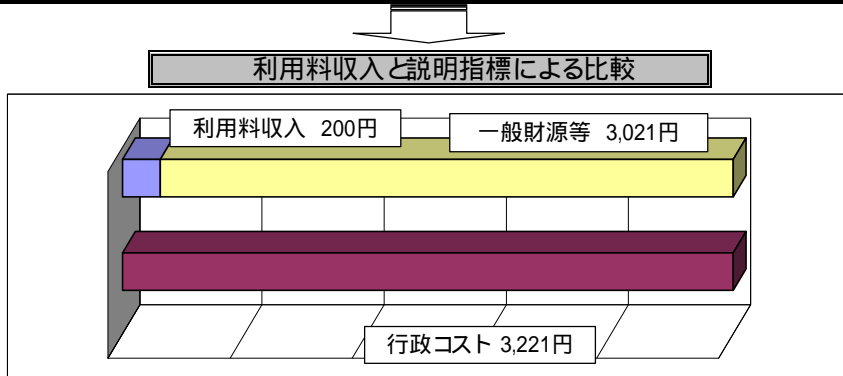 利用料収入と説明指標による比較
利用料収入 200円
一般財源等 3,021円
行政コスト 3,221円